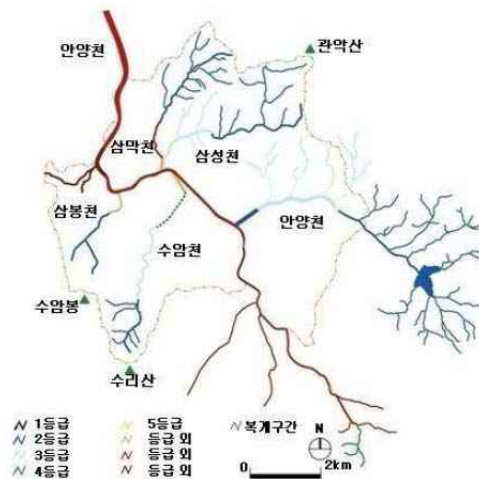 관악산
안양천
삼막천
삼성천
삼봉천
안양천
수암천
수암봉
수리산
1등급
2등급
3등급
4등급
5등급
등급 외
등급 외
등급 외
복개구간
N
0
2km